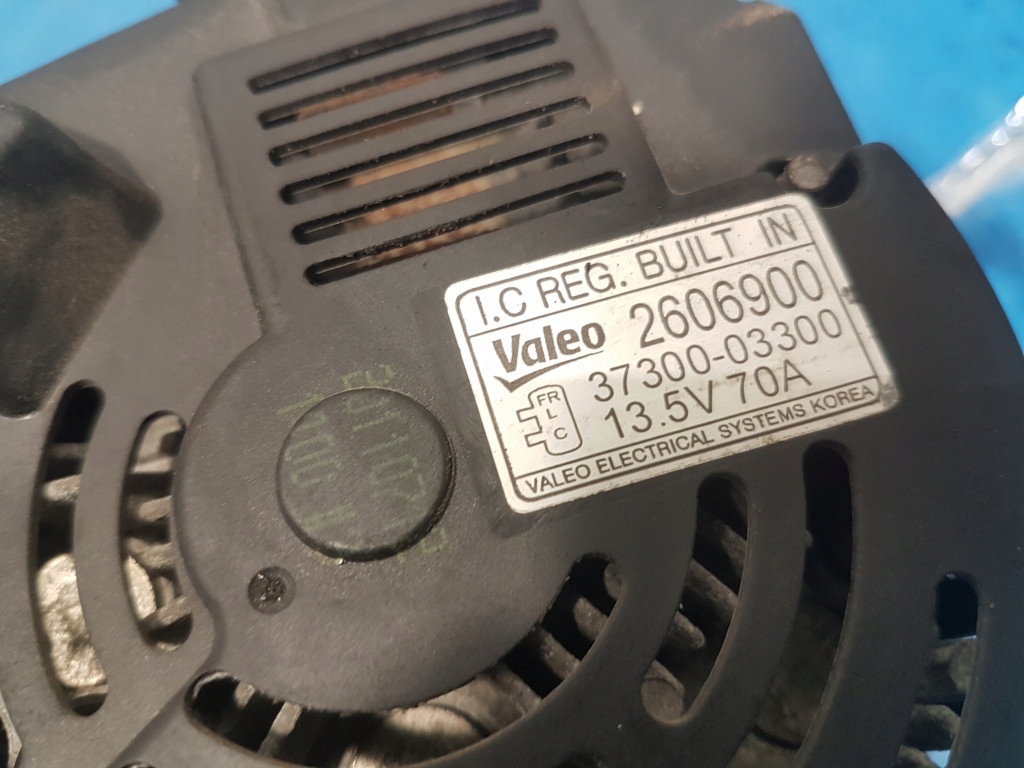 I.C REG. BUILT IN
Valeo 2606900
37300-03300
FR
L
C
13.5V 70A
VALEO ELECTRICAL SYSTEMS KOREA